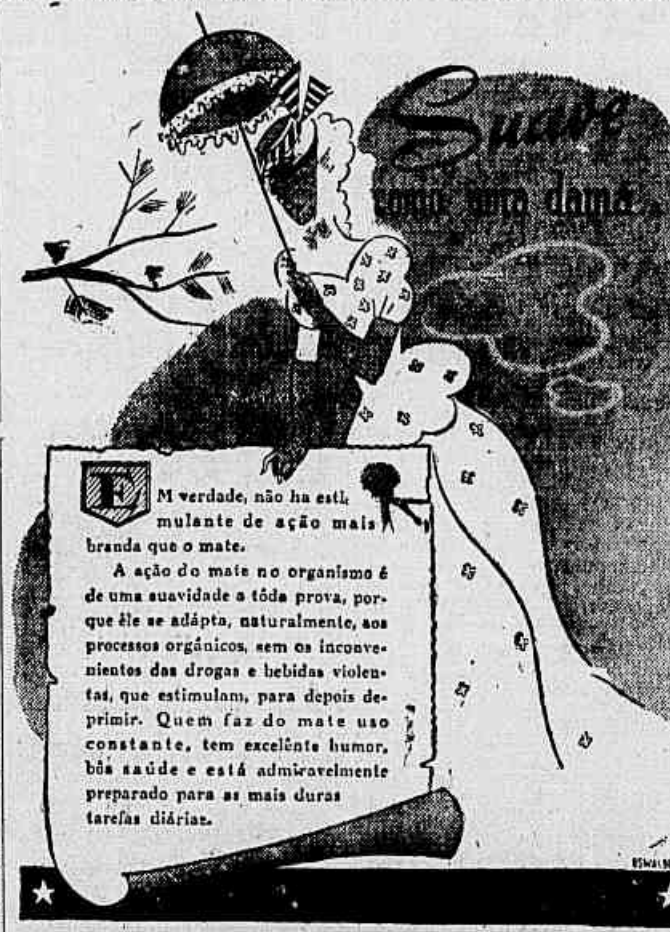 Suave
como uma dama...
EM verdade, não ha esti-
mulante de ação mais
branda que o mate.
A ação do mate no organismo é
de uma suavidade a tôda prova, por-
que êle se adápta, naturalmente, aos
processos orgânicos, sem os inconve-
nientes das drogas e bebidas violen-
tas, que estimulam, para depois de-
primir. Quem faz do mate uso
constante, tem excelênte humor,
bôa saúde e está admiravelmente
preparado para as mais duras
tarefas diárias.